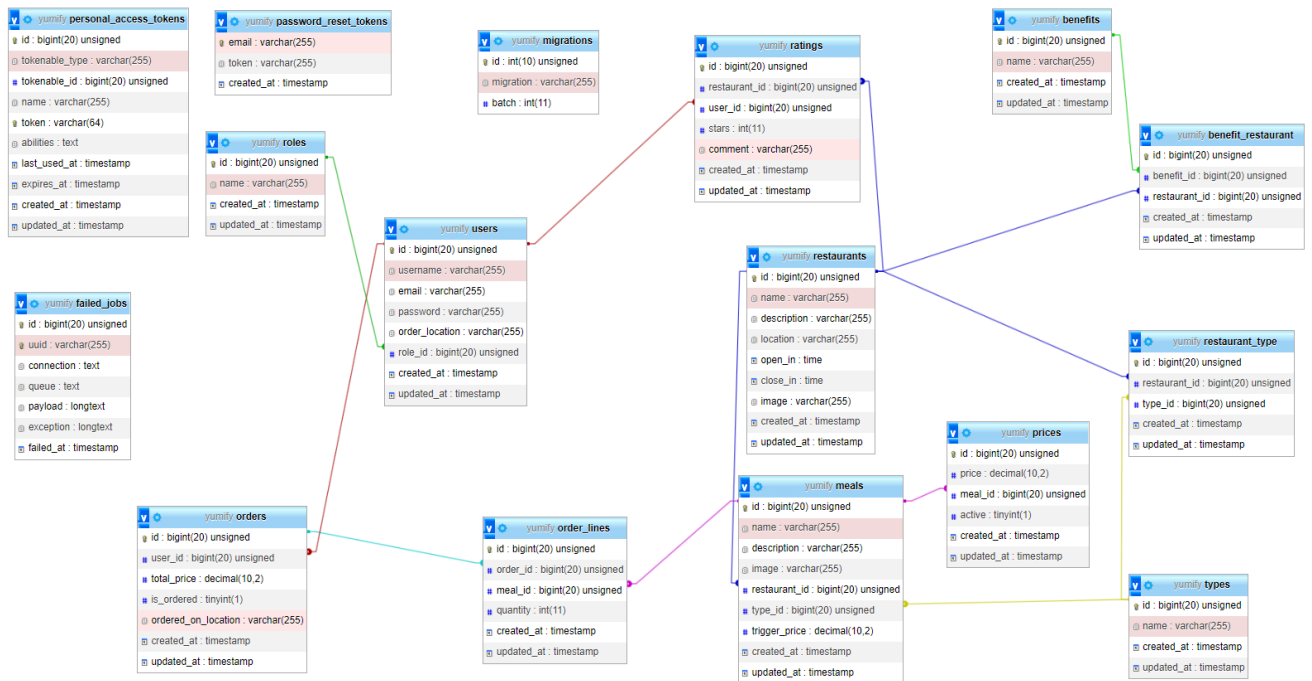 yumify personal_access_tokens
id : bigint(20) unsigned
tokenable_type : varchar(255)
tokenable_id : bigint(20) unsigned
name : varchar(255)
token : varchar(64)
abilities : text
last_used_at : timestamp
expires_at : timestamp
created_at : timestamp
updated_at : timestamp
yumify password_reset_tokens
email : varchar(255)
token : varchar(255)
created_at : timestamp
yumify migrations
id : int(10) unsigned
migration : varchar(255)
batch : int(11)
yumify ratings
id : bigint(20) unsigned
restaurant_id : bigint(20) unsigned
user_id : bigint(20) unsigned
stars : int(11)
comment : varchar(255)
created_at : timestamp
updated_at : timestamp
yumify benefits
id : bigint(20) unsigned
name : varchar(255)
created_at : timestamp
updated_at : timestamp
yumify benefit_restaurant
id : bigint(20) unsigned
benefit_id : bigint(20) unsigned
restaurant_id : bigint(20) unsigned
created_at : timestamp
updated_at : timestamp
yumify roles
id : bigint(20) unsigned
name : varchar(255)
created_at : timestamp
updated_at : timestamp
yumify users
id : bigint(20) unsigned
username : varchar(255)
email : varchar(255)
password : varchar(255)
order_location : varchar(255)
role_id : bigint(20) unsigned
created_at : timestamp
updated_at : timestamp
yumify restaurants
id : bigint(20) unsigned
name : varchar(255)
description : varchar(255)
location : varchar(255)
open_in : time
close_in : time
image : varchar(255)
created_at : timestamp
updated_at : timestamp
yumify failed_jobs
id : bigint(20) unsigned
uuid : varchar(255)
connection : text
queue : text
payload : longtext
exception : longtext
failed_at : timestamp
yumify restaurant_type
id : bigint(20) unsigned
restaurant_id : bigint(20) unsigned
type_id : bigint(20) unsigned
created_at : timestamp
updated_at : timestamp
yumify prices
id : bigint(20) unsigned
price : decimal(10,2)
meal_id : bigint(20) unsigned
active : tinyint(1)
created_at : timestamp
updated_at : timestamp
yumify orders
id : bigint(20) unsigned
user_id : bigint(20) unsigned
total_price : decimal(10,2)
is_ordered : tinyint(1)
ordered_on_location : varchar(255)
created_at : timestamp
updated_at : timestamp
yumify order_lines
id : bigint(20) unsigned
order_id : bigint(20) unsigned
meal_id : bigint(20) unsigned
quantity : int(11)
created_at : timestamp
updated_at : timestamp
yumify meals
id : bigint(20) unsigned
name : varchar(255)
description : varchar(255)
image : varchar(255)
restaurant_id : bigint(20) unsigned
type_id : bigint(20) unsigned
trigger_price : decimal(10,2)
created_at : timestamp
updated_at : timestamp
yumify types
id : bigint(20) unsigned
name : varchar(255)
created_at : timestamp
updated_at : timestamp